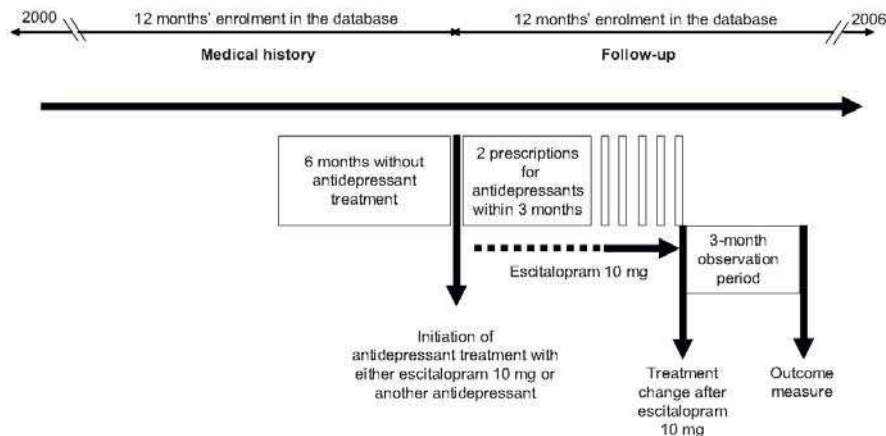 2000
12 months' enrolment in the database
12 months' enrolment in the database
2006
Medical history
Follow-up
6 months without
antidepressant
treatment
2 prescriptions
for
antidepressants
within 3 months
Escitalopram 10 mg
3-month
observation
period
Initiation of
antidepressant treatment with
either escitalopram 10 mg or
another antidepressant
Treatment
change after
escitalopram
10 mg
Outcome
measure